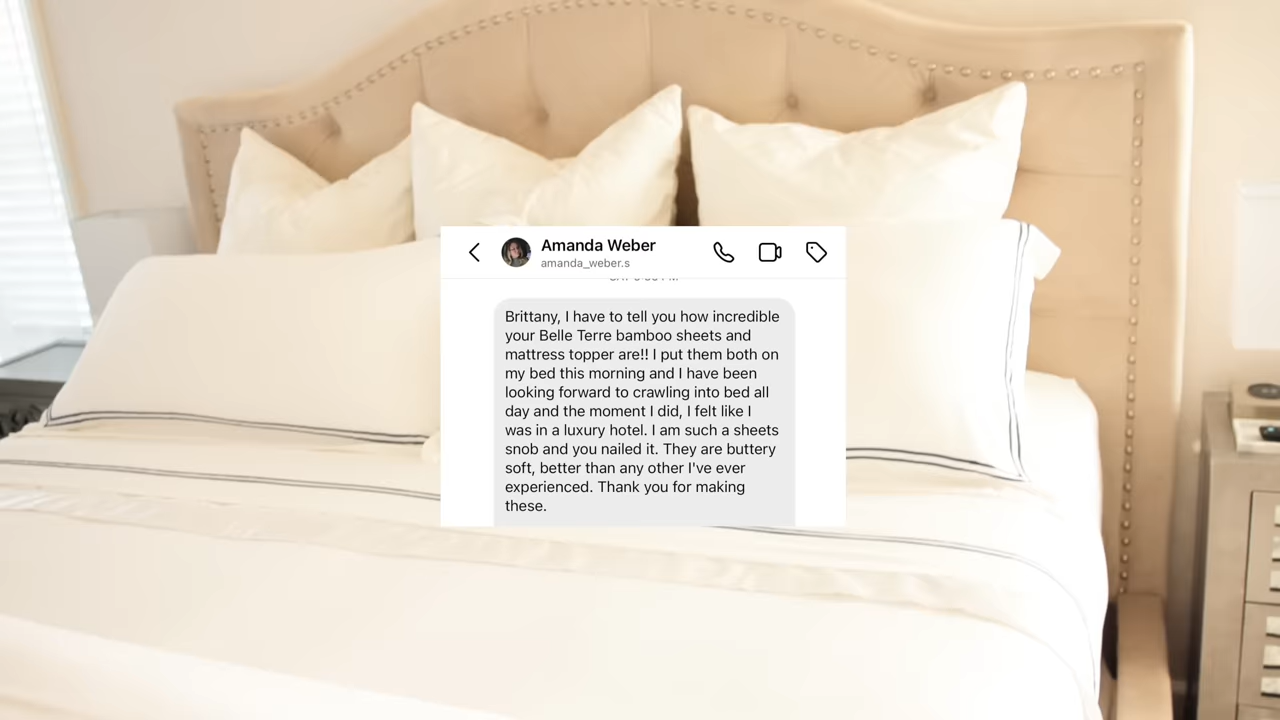 Amanda Weber
amanda_weber.s
Brittany, I have to tell you how incredible
your Belle Terre bamboo sheets and
mattress topper are!! I put them both on
my bed this morning and I have been
looking forward to crawling into bed all
day and the moment I did, I felt like I
was in a luxury hotel. I am such a sheets
snob and you nailed it. They are buttery
soft, better than any other I've ever
experienced. Thank you for making
these.